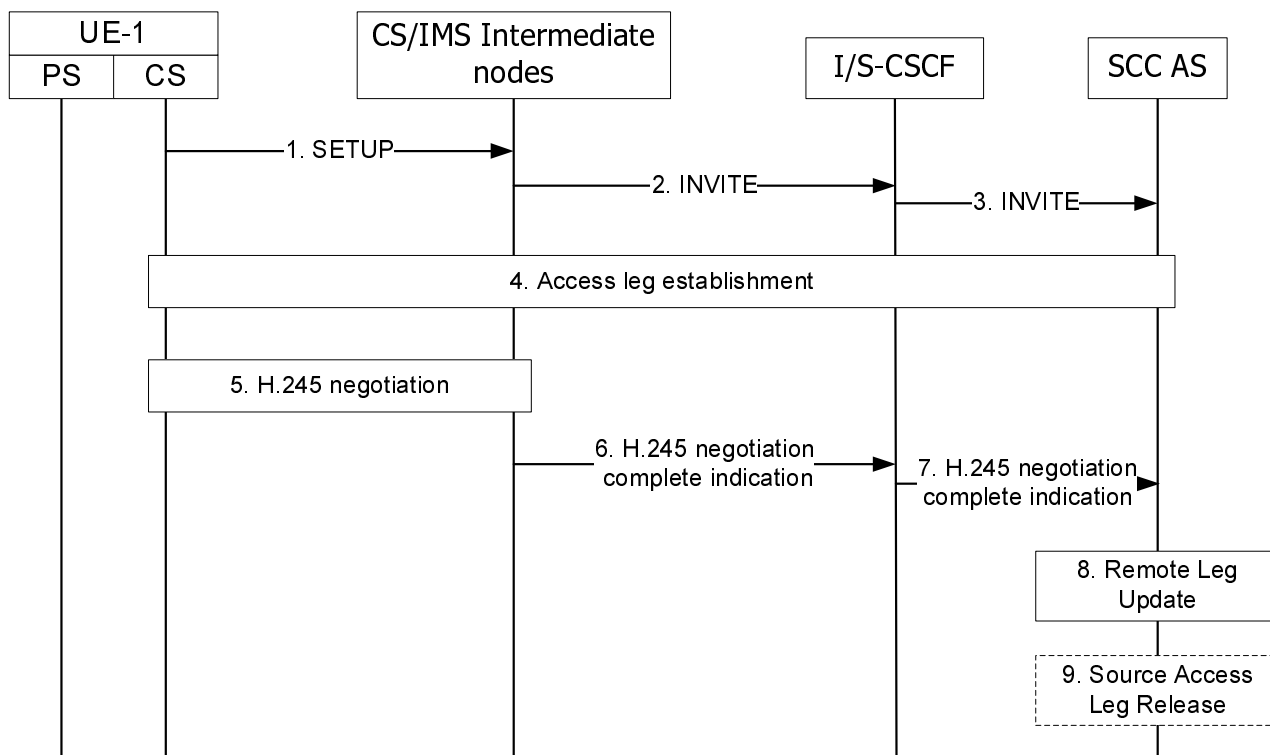 UE-1
PS
CS
CS/IMS Intermediate
nodes
I/S-CSCF
SCC AS
1. SETUP
2. INVITE
3. INVITE
4. Access leg establishment
5. H.245 negotiation
6. H.245 negotiation
complete indication
7. H.245 negotiation
complete indication
8. Remote Leg
Update
9. Source Access
Leg Release